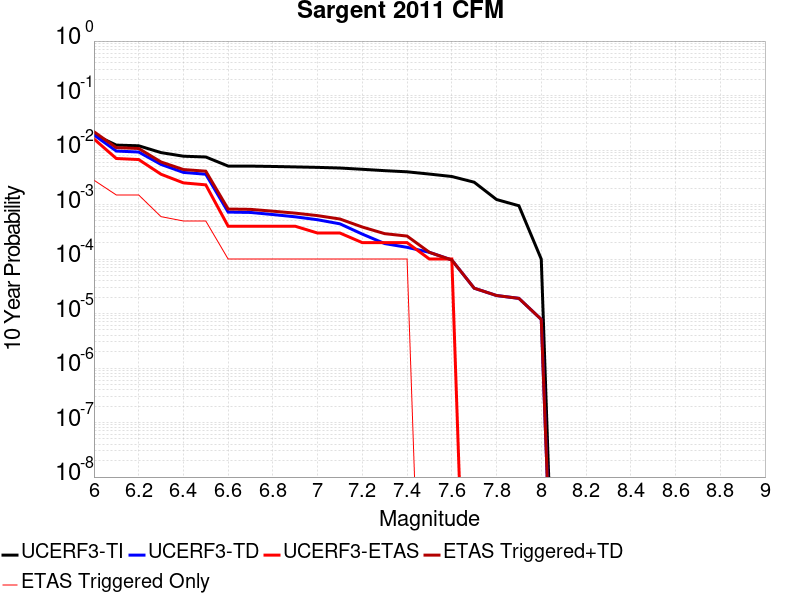 Sargent 2011 CFM
10 Year Probability
10^0
10^-1
10^-2
10^-3
10^-4
10^-5
10^-6
10^-7
10^-8
6 6.2 6.4 6.6 6.8 7 7.2 7.4 7.6 7.8 8 8.2 8.4 8.6 8.8 9
Magnitude
UCERF3-TI UCERF3-TD UCERF3-ETAS ETAS Triggered+TD
ETAS Triggered Only